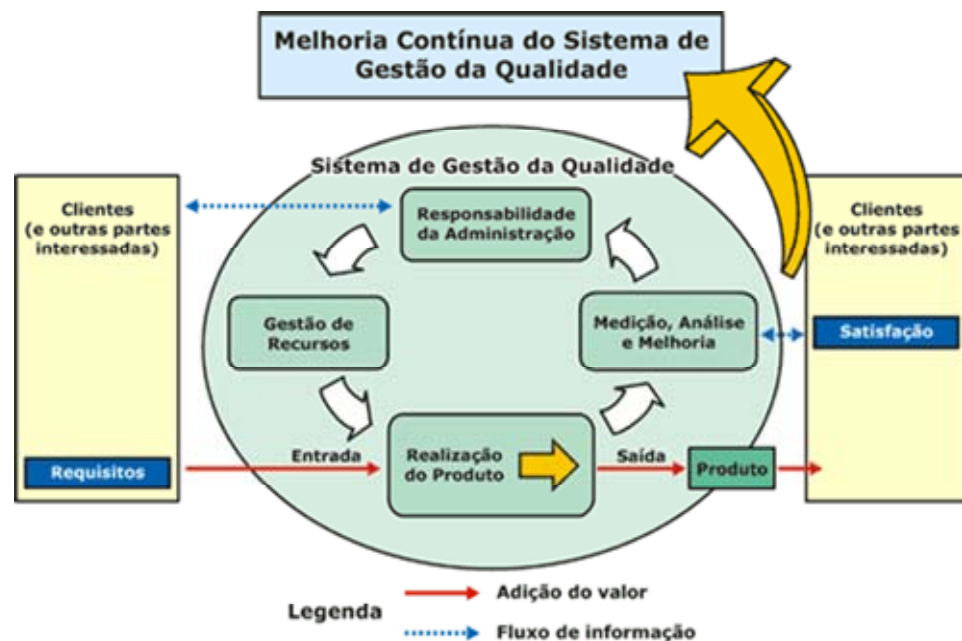 Melhoria Contínua do Sistema de
Gestão da Qualidade
Sistema de Gestão da Qualidade
Clientes
(e outras partes
interessadas)
Responsabilidade
da Administração
Clientes
(e outras partes
interessadas)
Gestão de
Recursos
Medição, Análise
e Melhoria
Satisfação
Requisitos
Entrada
Realização
do Produto
Saída
Produto
Legenda
Adição do valor
Fluxo de informação